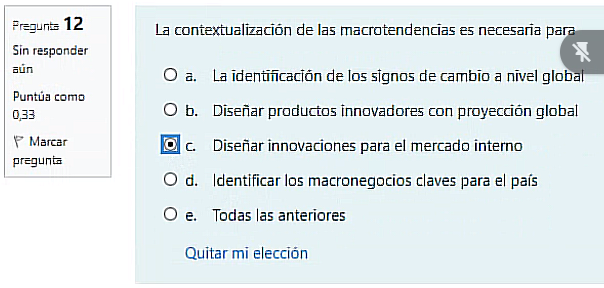 Pregunta 12
Sin responder
aún
Puntúa como
0,33
Marcar
pregunta
La contextualización de las macrotendencias es necesaria para
a. La identificación de los signos de cambio a nivel global
b. Diseñar productos innovadores con proyección global
c. Diseñar innovaciones para el mercado interno
d. Identificar los macronegocios claves para el país
e. Todas las anteriores
Quitar mi elección